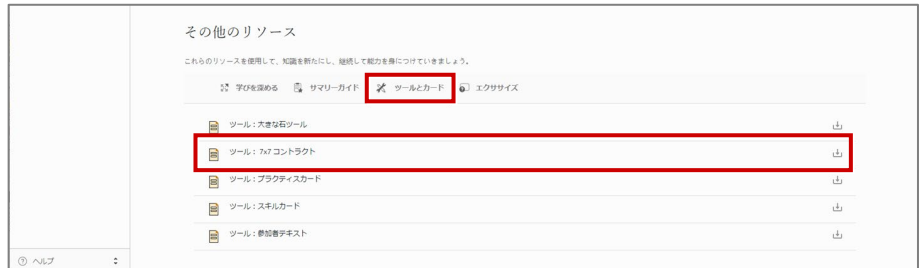 その他のリソース
これらのリソースを使用して、知識を新たにし、継続して能力を身につけていきましょう。
学びを深める サマリーガイド ツールとカード エクササイズ
ツール：大きな石ツール
ツール：7x7 コントラクト
ツール：プラクティスカード
ツール：スキルカード
ツール：参加者テキスト
ヘルプ